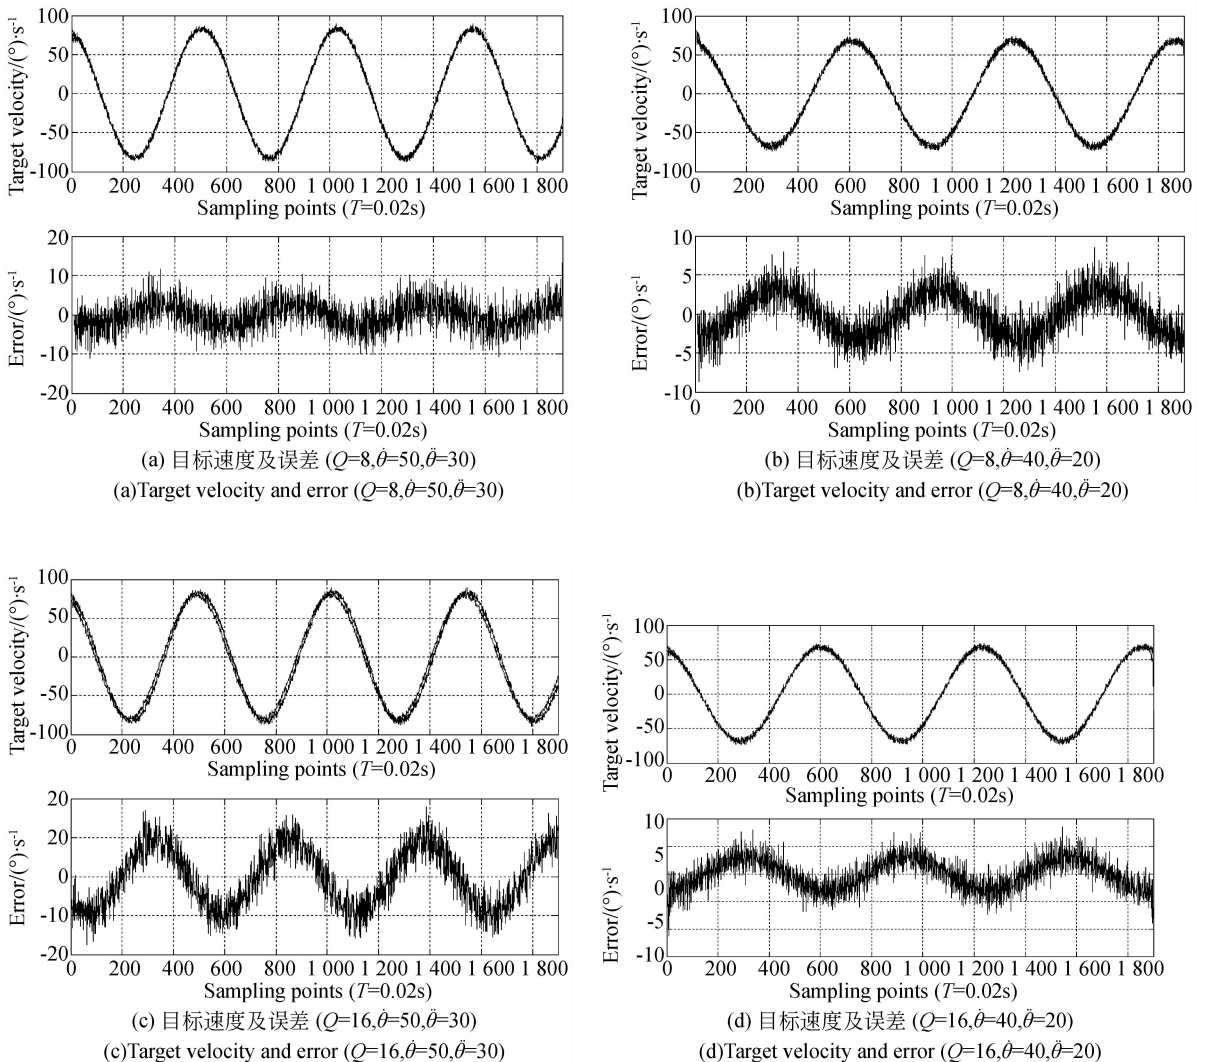 100
50
0
-50
-100
Target velocity/(°)·s⁻¹
0 200 400 600 800 1 000 1 200 1 400 1 600 1 800
Sampling points (T=0.02s)
20
10
0
-10
-20
Error/(°)·s⁻¹
0 200 400 600 800 1 000 1 200 1 400 1 600 1 800
Sampling points (T=0.02s)
(a) 目标速度及误差 (Q=8,θ̇=50,θ̈=30)
(a)Target velocity and error (Q=8,θ̇=50,θ̈=30)
100
50
0
-50
-100
Target velocity/(°)·s⁻¹
0 200 400 600 800 1 000 1 200 1 400 1 600 1 800
Sampling points (T=0.02s)
10
5
0
-5
-10
Error/(°)·s⁻¹
0 200 400 600 800 1 000 1 200 1 400 1 600 1 800
Sampling points (T=0.02s)
(b) 目标速度及误差 (Q=8,θ̇=40,θ̈=20)
(b)Target velocity and error (Q=8,θ̇=40,θ̈=20)
100
50
0
-50
-100
Target velocity/(°)·s⁻¹
0 200 400 600 800 1 000 1 200 1 400 1 600 1 800
Sampling points (T=0.02s)
20
20
0
-10
-20
Error/(°)·s⁻¹
0 200 400 600 800 1 000 1 200 1 400 1 600 1 800
Sampling points (T=0.02s)
(c) 目标速度及误差 (Q=16,θ̇=50,θ̈=30)
(c)Target velocity and error (Q=16,θ̇=50,θ̈=30)
100
50
0
-50
-100
Target velocity/(°)·s⁻¹
0 200 400 600 800 1 000 1 200 1 400 1 600 1 800
Sampling points (T=0.02s)
10
5
0
-5
-10
Error/(°)·s⁻¹
0 200 400 600 800 1 000 1 200 1 400 1 600 1 800
Sampling points (T=0.02s)
(d) 目标速度及误差 (Q=16,θ̇=40,θ̈=20)
(d)Target velocity and error (Q=16,θ̇=40,θ̈=20)